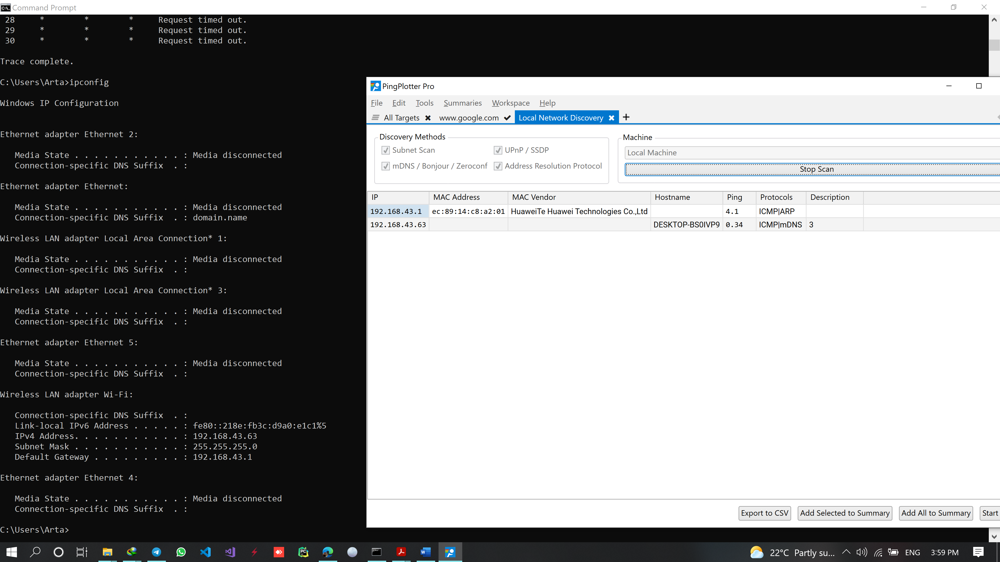 Command Prompt
28 * * * Request timed out.
29 * * * Request timed out.
30 * * * Request timed out.
Trace complete.
C:\Users\Arta>ipconfig
Windows IP Configuration
Ethernet adapter Ethernet 2:
Media State . . . . . . . . . . . : Media disconnected
Connection-specific DNS Suffix . :
Ethernet adapter Ethernet:
Media State . . . . . . . . . . . : Media disconnected
Connection-specific DNS Suffix . : domain.name
Wireless LAN adapter Local Area Connection* 1:
Media State . . . . . . . . . . . : Media disconnected
Connection-specific DNS Suffix . :
Wireless LAN adapter Local Area Connection* 3:
Media State . . . . . . . . . . . : Media disconnected
Connection-specific DNS Suffix . :
Ethernet adapter Ethernet 5:
Media State . . . . . . . . . . . : Media disconnected
Connection-specific DNS Suffix . :
Wireless LAN adapter Wi-Fi:
Connection-specific DNS Suffix . :
Link-local IPv6 Address . . . . . : fe80::218e:fb3c:d9a0:e1c1%5
IPv4 Address. . . . . . . . . . . : 192.168.43.63
Subnet Mask . . . . . . . . . . . : 255.255.255.0
Default Gateway . . . . . . . . . : 192.168.43.1
Ethernet adapter Ethernet 4:
Media State . . . . . . . . . . . : Media disconnected
Connection-specific DNS Suffix . :
C:\Users\Arta>
PingPlotter Pro
File Edit Tools Summaries Workspace Help
All Targets www.google.com Local Network Discovery
Discovery Methods
Subnet Scan UPnP / SSDP
mDNS / Bonjour / Zeroconf Address Resolution Protocol
Machine
Local Machine
Stop Scan
IP MAC Address MAC Vendor Hostname Ping Protocols Description
192.168.43.1 ec:89:14:c8:a2:01 HuaweiTe Huawei Technologies Co.,Ltd 4.1 ICMP|ARP
192.168.43.63 DESKTOP-BS0IVP9 0.34 ICMP|mDNS 3
Export to CSV Add Selected to Summary Add All to Summary Start
22°C Partly su... ENG 3:59 PM